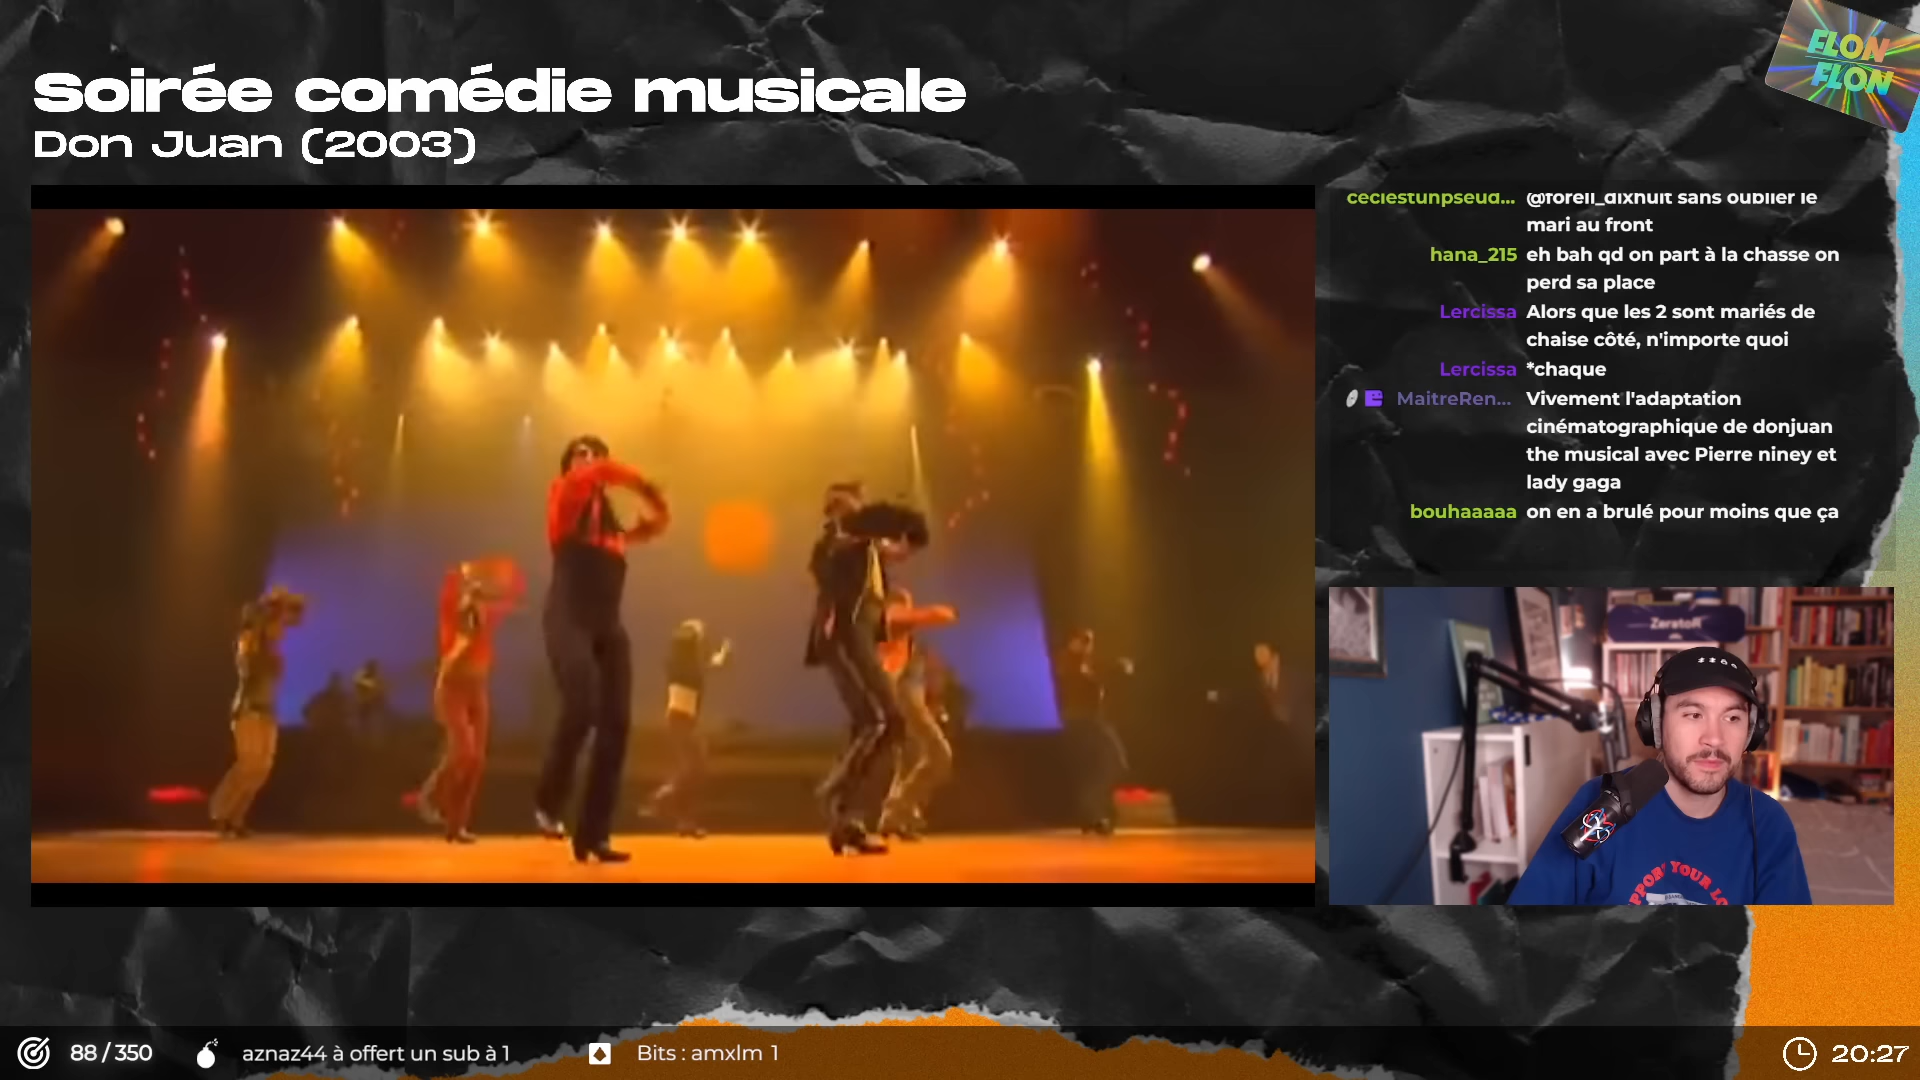 Soirée comédie musicale
Don Juan (2003)
FLON
FLON
ceciestunpseud... @forell_dixhuit sans oublier le
mari au front
hana_215 eh bah qd on part à la chasse on
perd sa place
Lercissa Alors que les 2 sont mariés de
chaise côté, n'importe quoi
Lercissa *chaque
MaitreRen... Vivement l'adaptation
cinématographique de donjuan
the musical avec Pierre niney et
lady gaga
bouhaaaaa on en a brulé pour moins que ça
ZeratoR
YOUR
88 / 350
aznaz44 à offert un sub à 1
Bits : amxlm 1
20:27